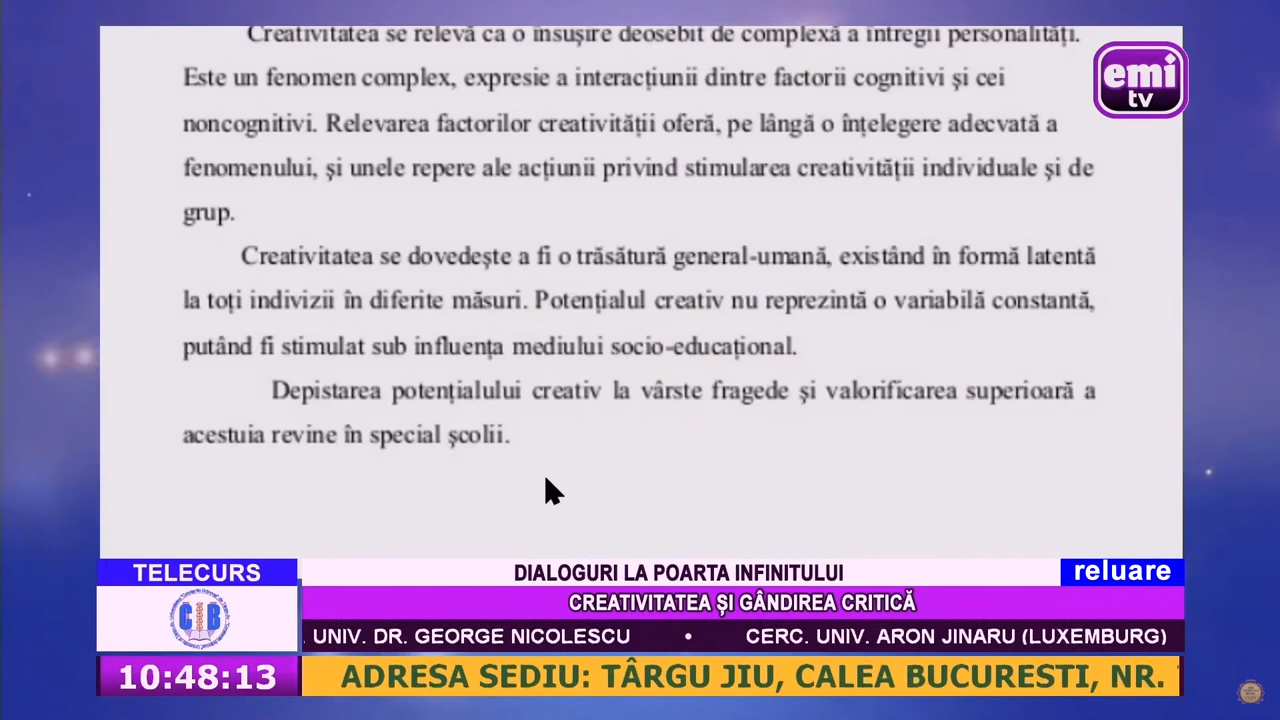 Creativitatea se relevă ca o însușire deosebit de complexă a întregii personalități.
Este un fenomen complex, expresie a interacțiunii dintre factorii cognitivi și cei
noncognitivi. Relevarea factorilor creativității oferă, pe lângă o înțelegere adecvată a
fenomenului, și unele repere ale acțiunii privind stimularea creativității individuale și de
grup.
Creativitatea se dovedește a fi o trăsătură general-umană, existând în formă latentă
la toți indivizii în diferite măsuri. Potențialul creativ nu reprezintă o variabilă constantă,
putând fi stimulat sub influența mediului socio-educațional.
Depistarea potențialului creativ la vârste fragede și valorificarea superioară a
acestuia revine în special școlii.
emi
tv
TELECURS
DIALOGURI LA POARTA INFINITULUI
reluare
CREATIVITATEA ȘI GÂNDIREA CRITICĂ
CIB
. UNIV. DR. GEORGE NICOLESCU • CERC. UNIV. ARON JINARU (LUXEMBURG)
10:48:13
ADRESA SEDIU: TÂRGU JIU, CALEA BUCURESTI, NR.